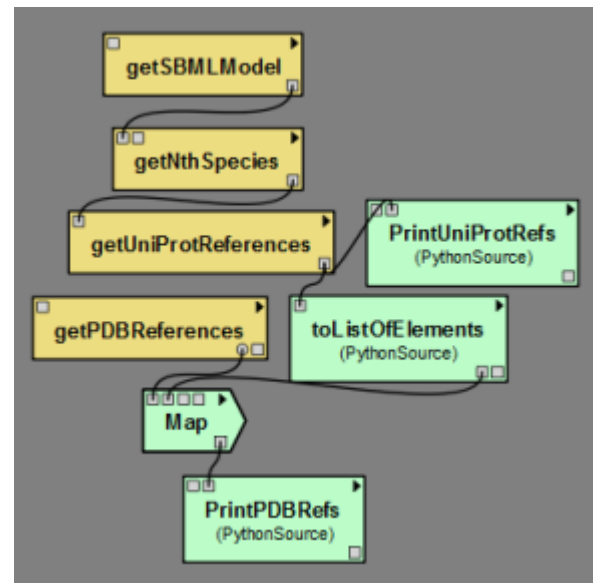 getSBMLModel
getNthSpecies
getUniProtReferences
PrintUniProtRefs
(PythonSource)
getPDBReferences
toListOfElements
(PythonSource)
Map
PrintPDBRefs
(PythonSource)